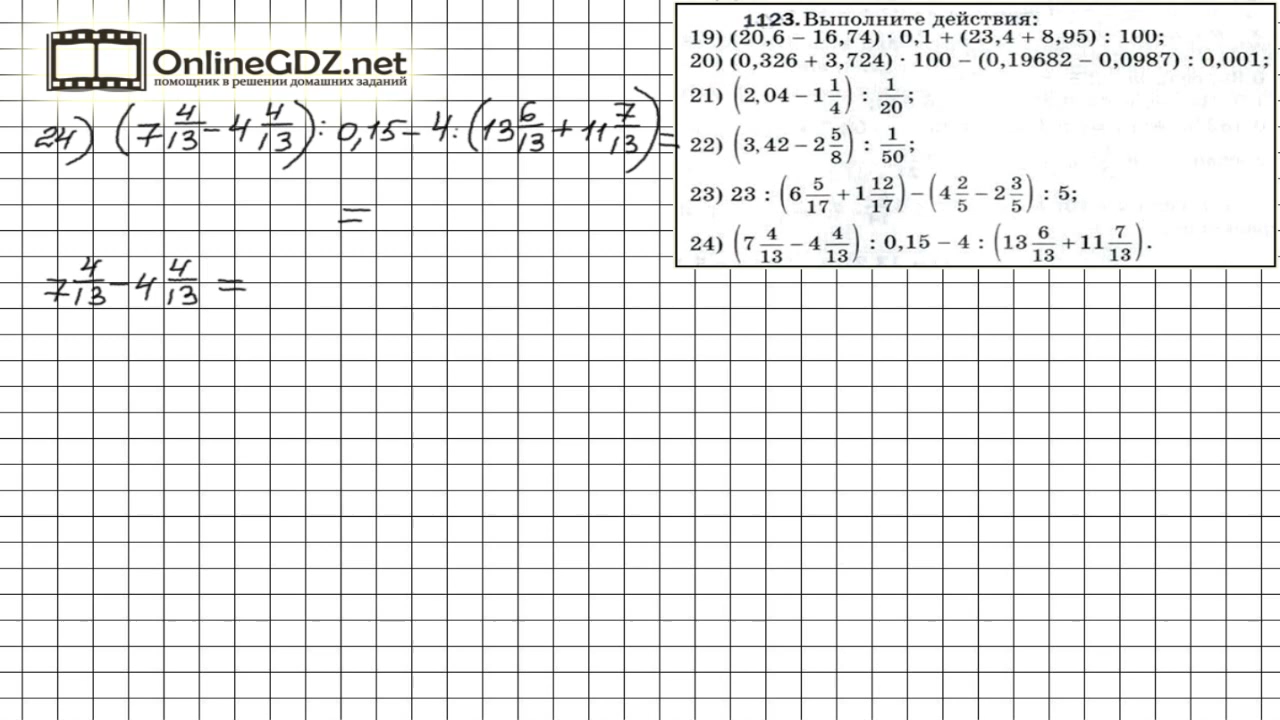 OnlineGDZ.net
помощник в решении домашних заданий
1123. Выполните действия:
19) (20,6 – 16,74) · 0,1 + (23,4 + 8,95) : 100;
20) (0,326 + 3,724) · 100 – (0,19682 – 0,0987) : 0,001;
21) (2,04 – 1 1/4) : 1/20;
22) (3,42 – 2 5/8) : 1/50;
23) 23 : (6 5/17 + 1 12/17) – (4 2/5 – 2 3/5) : 5;
24) (7 4/13 – 4 4/13) : 0,15 – 4 : (13 6/13 + 11 7/13).
24) (7 4/13 – 4 4/13) : 0,15 – 4 : (13 6/13 + 11 7/13) =
=
7 4/13 – 4 4/13 =